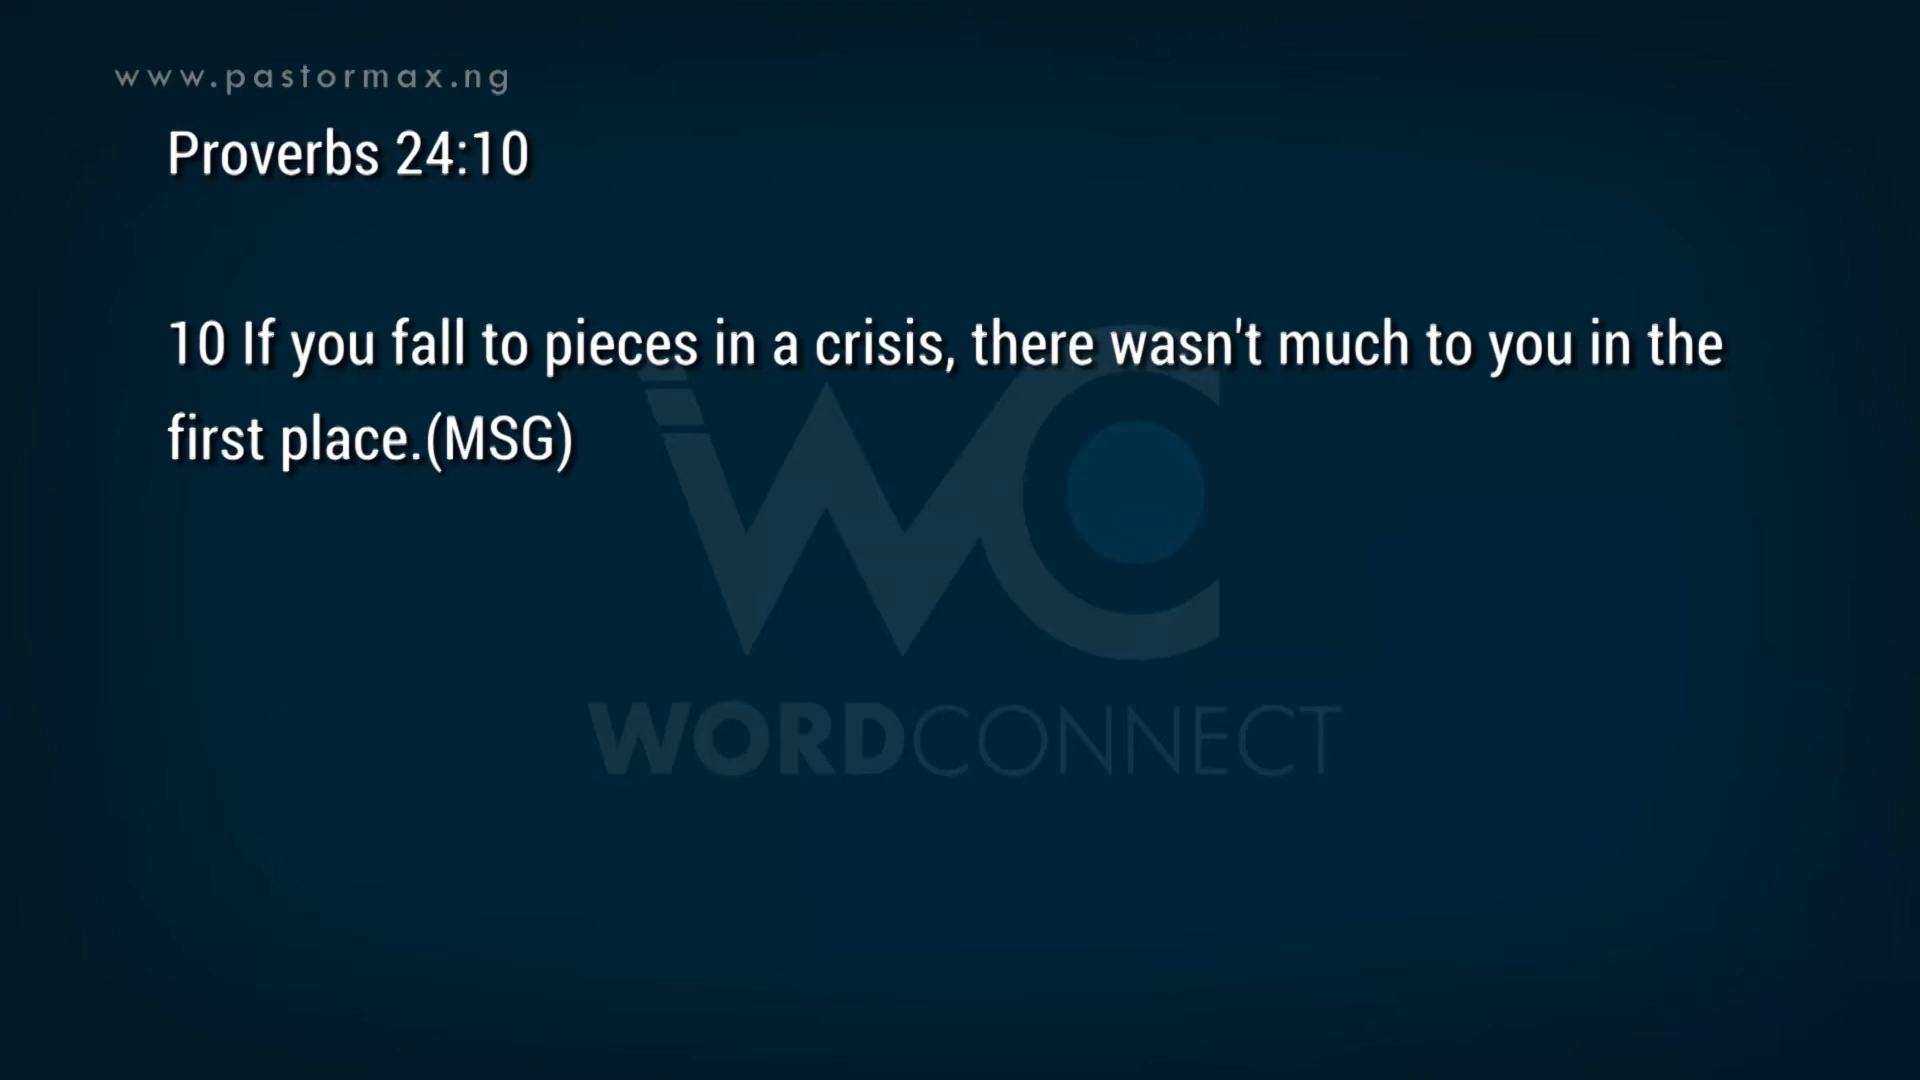 www.pastormax.ng
Proverbs 24:10
10 If you fall to pieces in a crisis, there wasn't much to you in the
first place.(MSG)
WC
WORDCONNECT